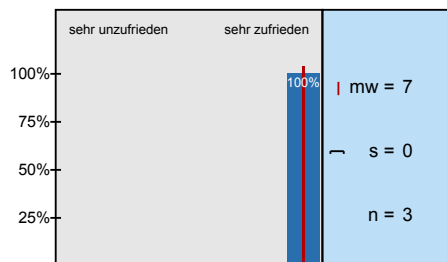 sehr unzufrieden sehr zufrieden
100%
100%
mw = 7
75%
s = 0
50%
n = 3
25%